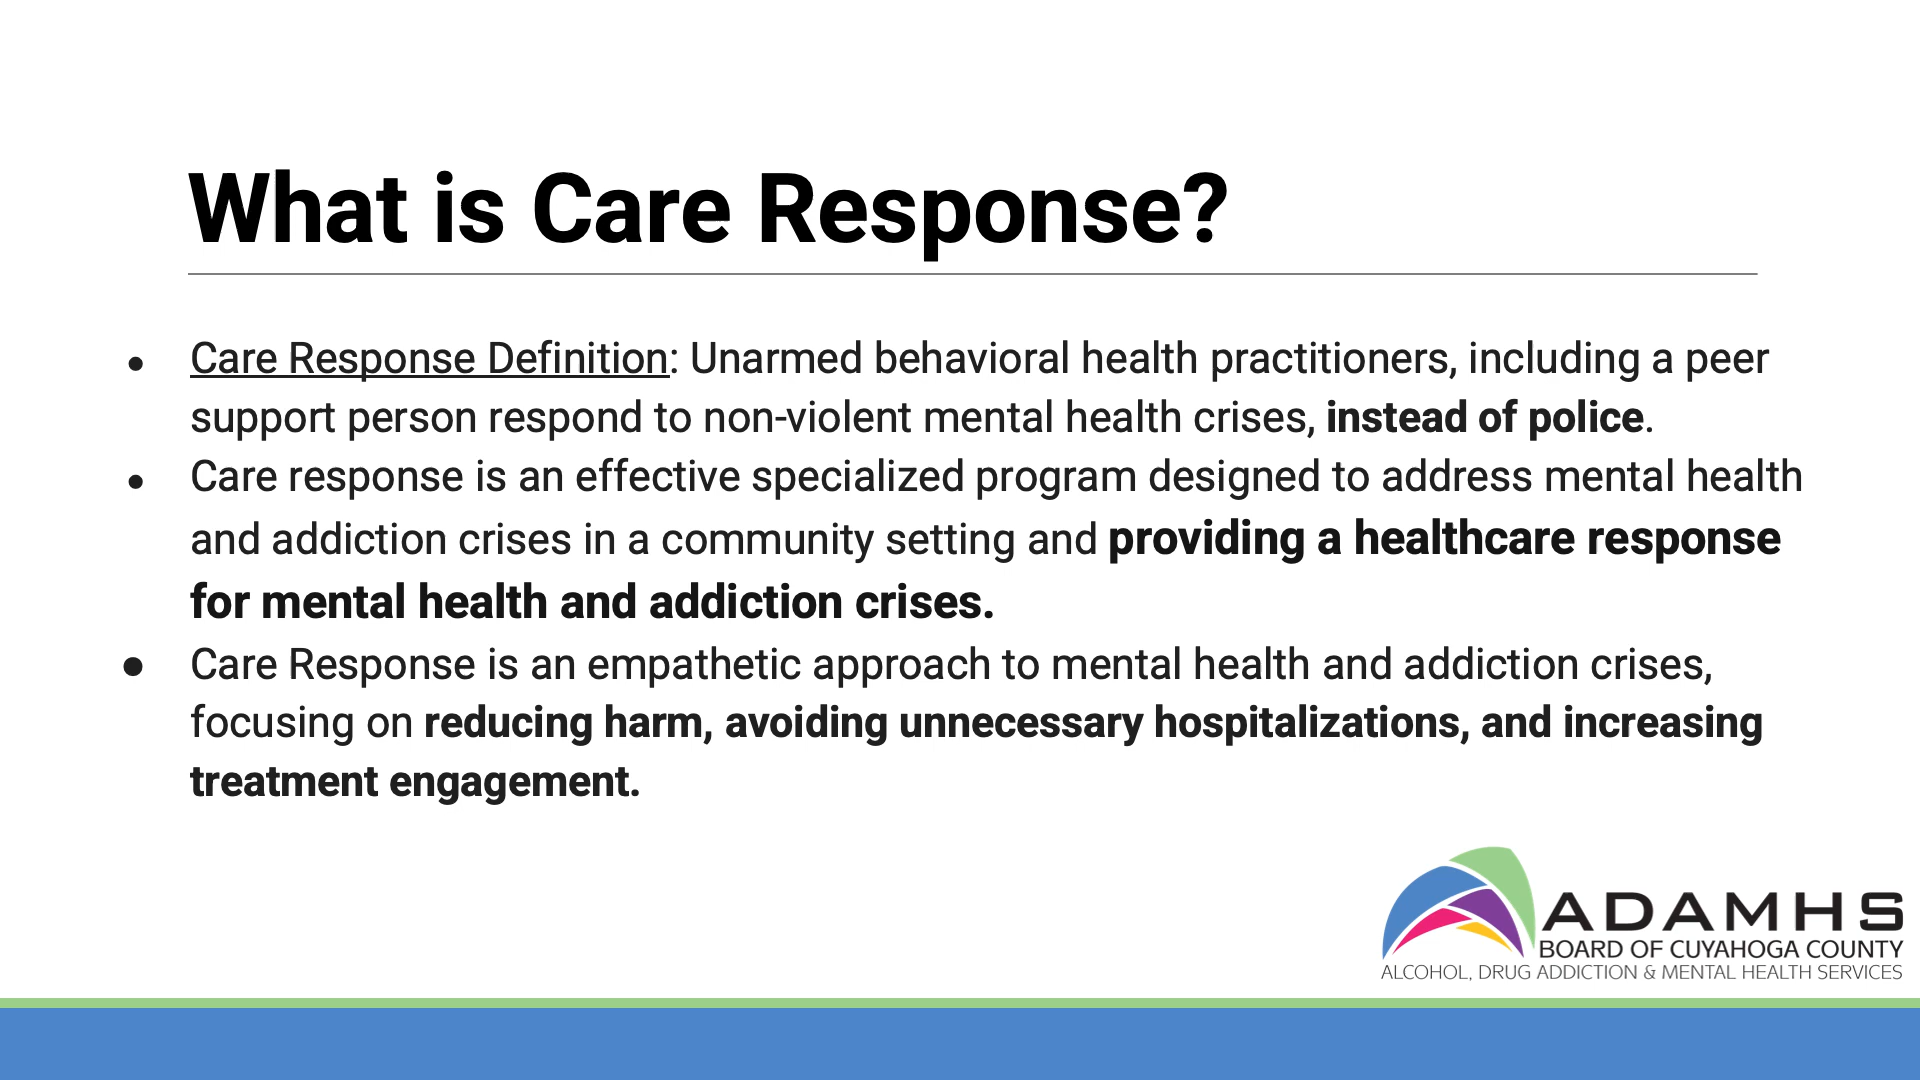 What is Care Response?
● Care Response Definition: Unarmed behavioral health practitioners, including a peer
support person respond to non-violent mental health crises, instead of police.
● Care response is an effective specialized program designed to address mental health
and addiction crises in a community setting and providing a healthcare response
for mental health and addiction crises.
● Care Response is an empathetic approach to mental health and addiction crises,
focusing on reducing harm, avoiding unnecessary hospitalizations, and increasing
treatment engagement.
ADAMHS
BOARD OF CUYAHOGA COUNTY
ALCOHOL, DRUG ADDICTION & MENTAL HEALTH SERVICES